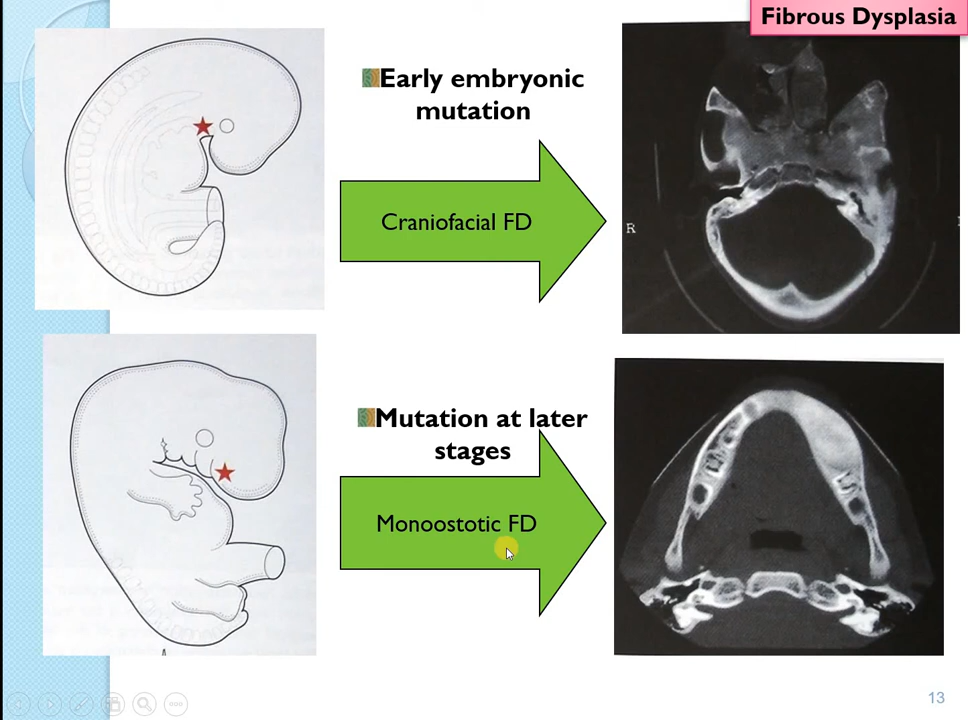 Fibrous Dysplasia
Early embryonic
mutation
Craniofacial FD
R
Mutation at later
stages
Monoostotic FD
A
13